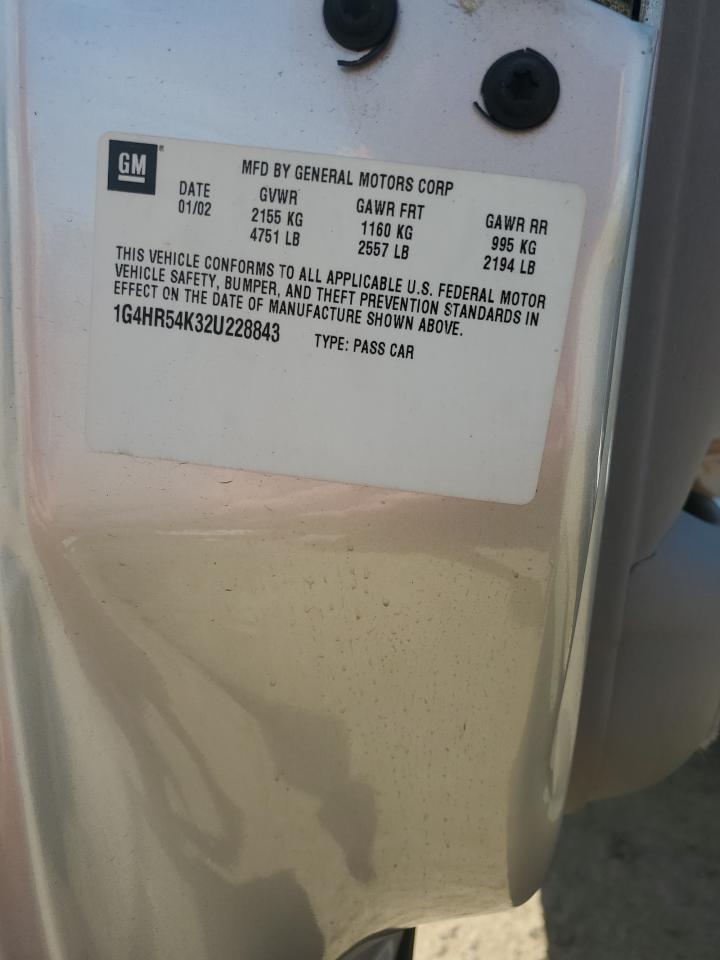 GM
MFD BY GENERAL MOTORS CORP
DATE GVWR GAWR FRT GAWR RR
01/02 2155 KG 1160 KG 995 KG
4751 LB 2557 LB 2194 LB
THIS VEHICLE CONFORMS TO ALL APPLICABLE U.S. FEDERAL MOTOR
VEHICLE SAFETY, BUMPER, AND THEFT PREVENTION STANDARDS IN
EFFECT ON THE DATE OF MANUFACTURE SHOWN ABOVE.
1G4HR54K32U228843 TYPE: PASS CAR